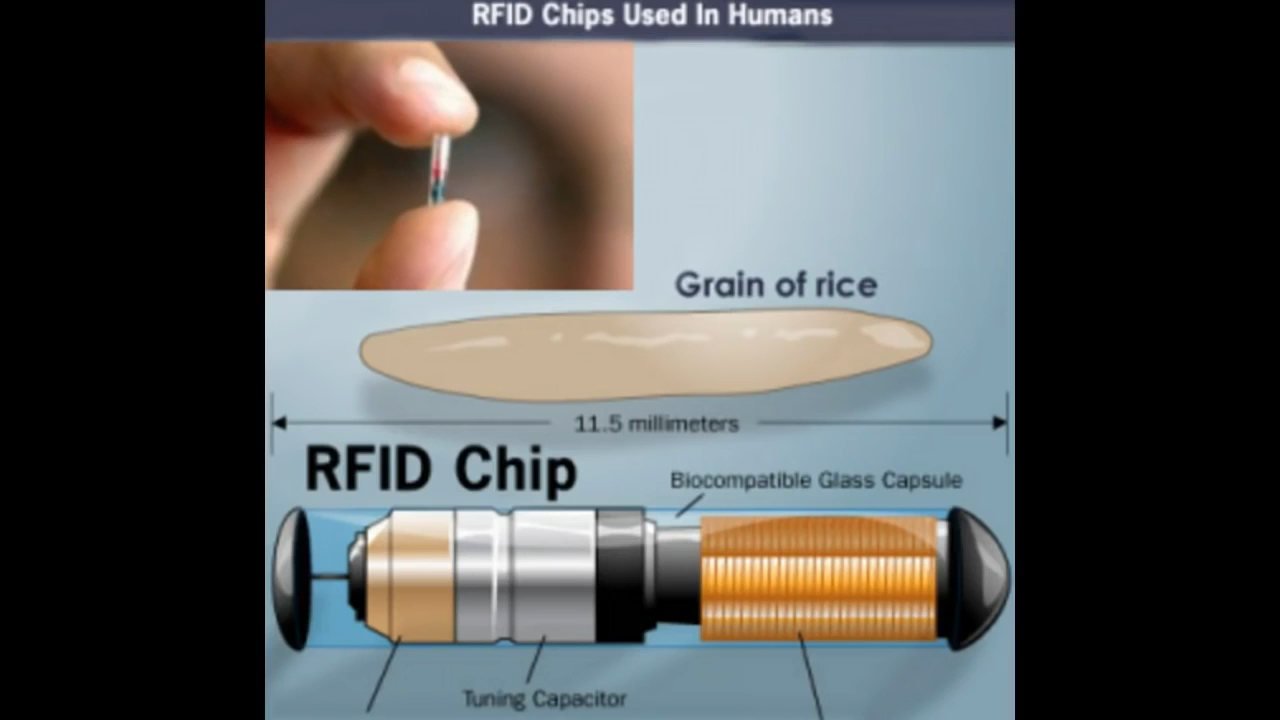 RFID Chips Used In Humans
Grain of rice
11.5 millimeters
RFID Chip
Biocompatible Glass Capsule
Tuning Capacitor